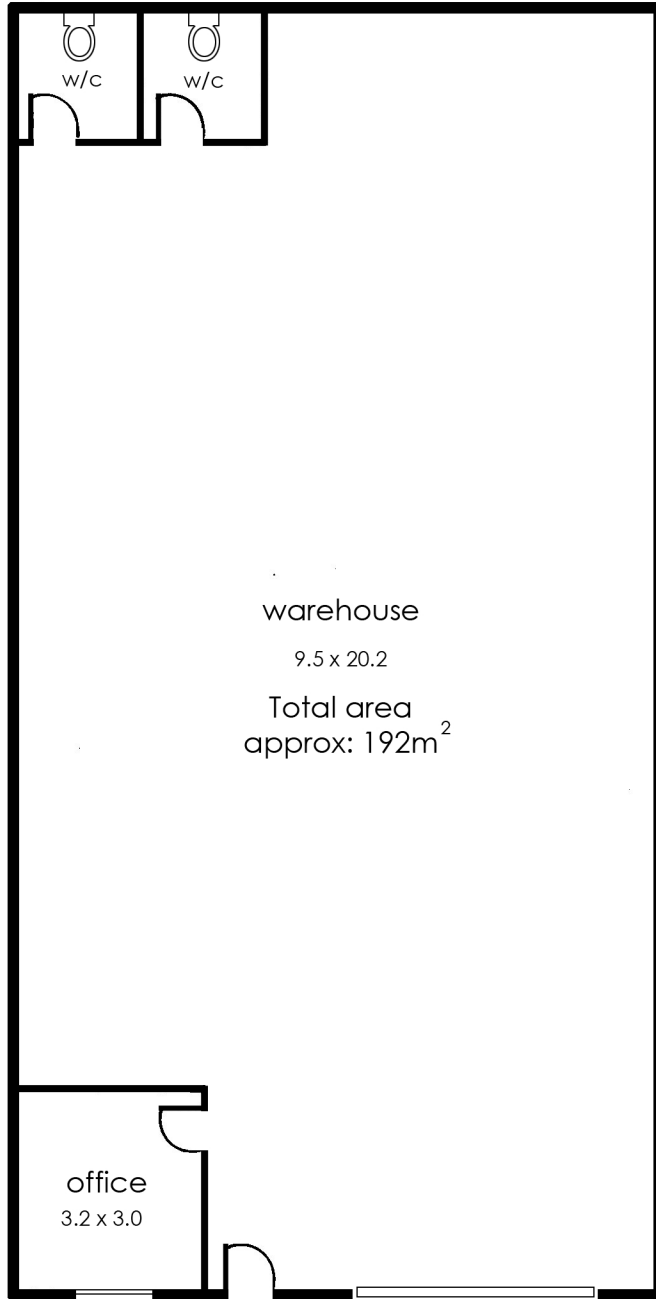 w/c
w/c
warehouse
9.5 x 20.2
Total area
approx: 192m²
office
3.2 x 3.0